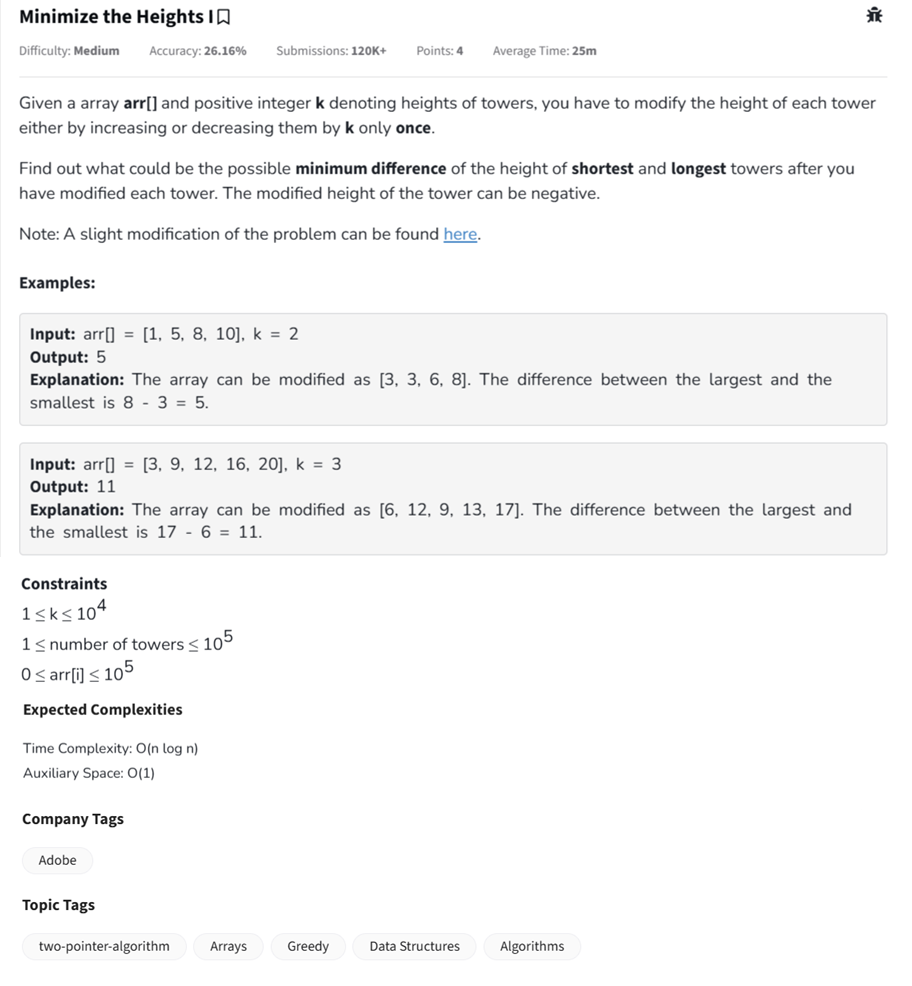 Minimize the Heights I
Difficulty: Medium Accuracy: 26.16% Submissions: 120K+ Points: 4 Average Time: 25m
Given a array arr[] and positive integer k denoting heights of towers, you have to modify the height of each tower
either by increasing or decreasing them by k only once.
Find out what could be the possible minimum difference of the height of shortest and longest towers after you
have modified each tower. The modified height of the tower can be negative.
Note: A slight modification of the problem can be found here.
Examples:
Input: arr[] = [1, 5, 8, 10], k = 2
Output: 5
Explanation: The array can be modified as [3, 3, 6, 8]. The difference between the largest and the
smallest is 8 - 3 = 5.
Input: arr[] = [3, 9, 12, 16, 20], k = 3
Output: 11
Explanation: The array can be modified as [6, 12, 9, 13, 17]. The difference between the largest and
the smallest is 17 - 6 = 11.
Constraints
1 ≤ k ≤ 10^4
1 ≤ number of towers ≤ 10^5
0 ≤ arr[i] ≤ 10^5
Expected Complexities
Time Complexity: O(n log n)
Auxiliary Space: O(1)
Company Tags
Adobe
Topic Tags
two-pointer-algorithm Arrays Greedy Data Structures Algorithms